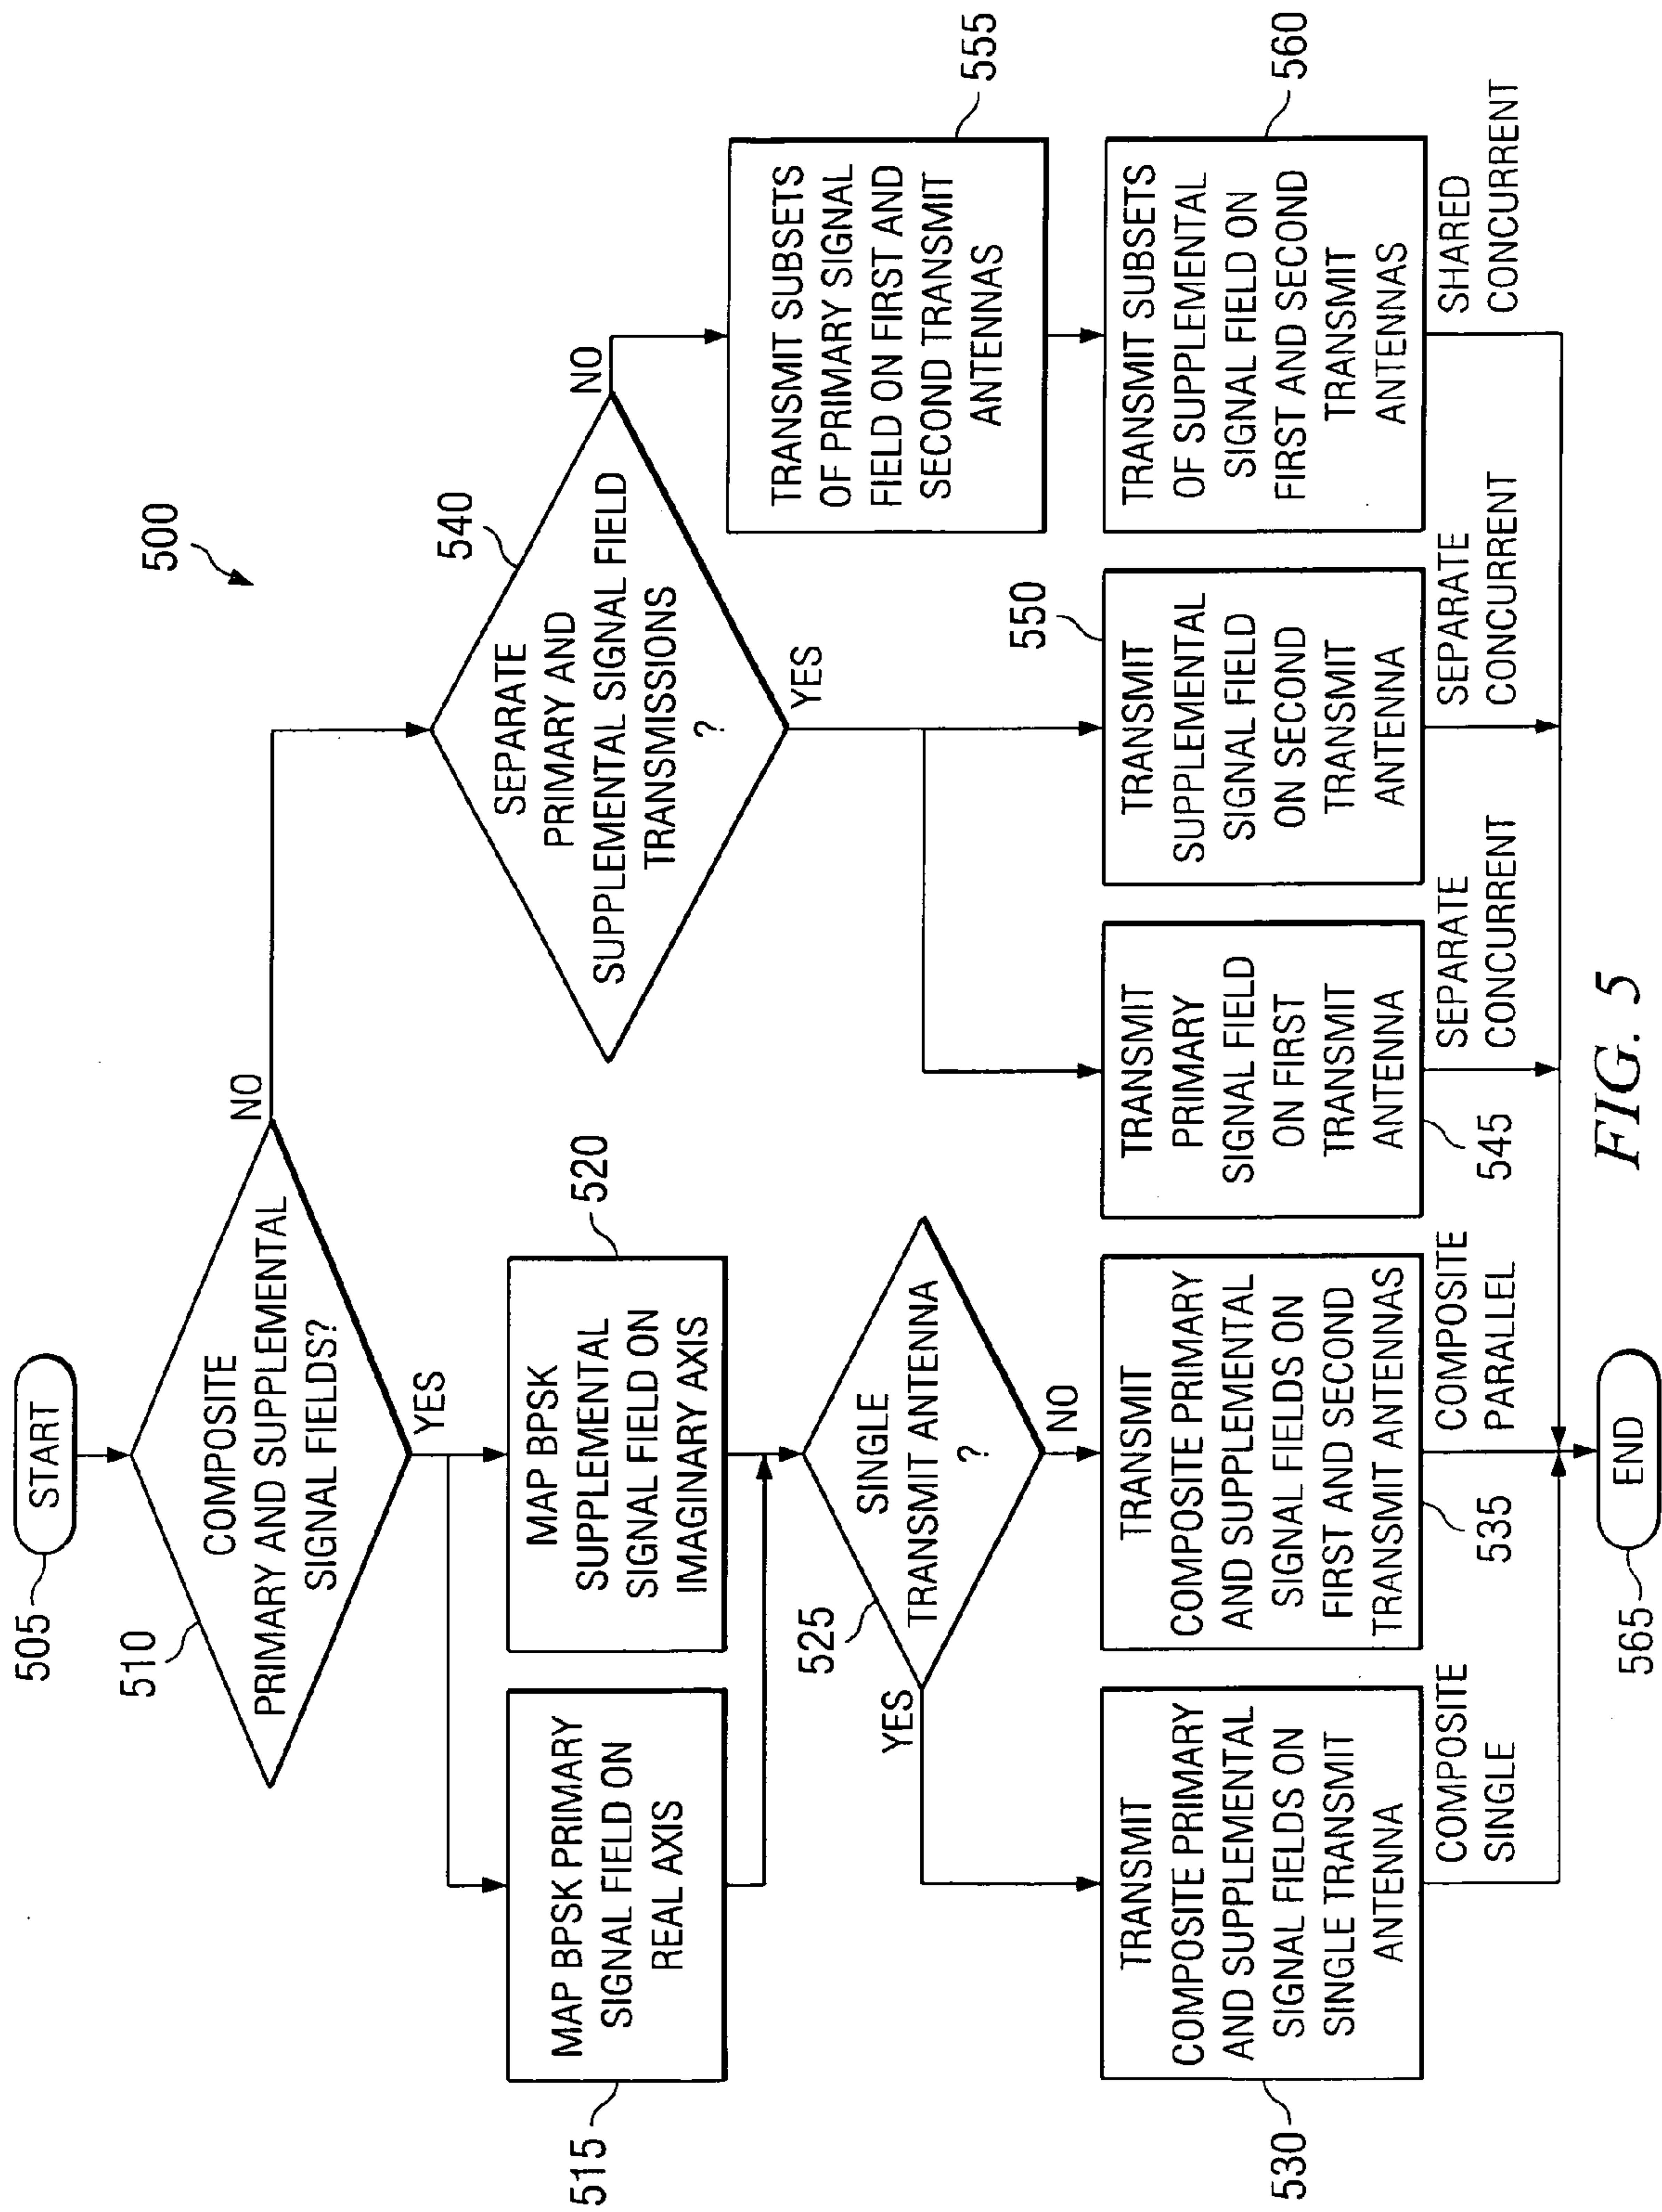 500
505
START
510
COMPOSITE
PRIMARY AND SUPPLEMENTAL
SIGNAL FIELDS?
NO
YES
515
MAP BPSK PRIMARY
SIGNAL FIELD ON
REAL AXIS
520
MAP BPSK
SUPPLEMENTAL
SIGNAL FIELD ON
IMAGINARY AXIS
525
SINGLE
TRANSMIT ANTENNA
?
YES
NO
530
TRANSMIT
COMPOSITE PRIMARY
AND SUPPLEMENTAL
SIGNAL FIELDS ON
SINGLE TRANSMIT
ANTENNA
COMPOSITE
SINGLE
535
TRANSMIT
COMPOSITE PRIMARY
AND SUPPLEMENTAL
SIGNAL FIELDS ON
FIRST AND SECOND
TRANSMIT ANTENNAS
COMPOSITE
PARALLEL
540
SEPARATE
PRIMARY AND
SUPPLEMENTAL SIGNAL FIELD
TRANSMISSIONS
?
NO
YES
545
TRANSMIT
PRIMARY
SIGNAL FIELD
ON FIRST
TRANSMIT
ANTENNA
SEPARATE
CONCURRENT
550
TRANSMIT
SUPPLEMENTAL
SIGNAL FIELD
ON SECOND
TRANSMIT
ANTENNA
SEPARATE
CONCURRENT
555
TRANSMIT SUBSETS
OF PRIMARY SIGNAL
FIELD ON FIRST AND
SECOND TRANSMIT
ANTENNAS
560
TRANSMIT SUBSETS
OF SUPPLEMENTAL
SIGNAL FIELD ON
FIRST AND SECOND
TRANSMIT
ANTENNAS
SHARED
CONCURRENT
565
END
FIG. 5